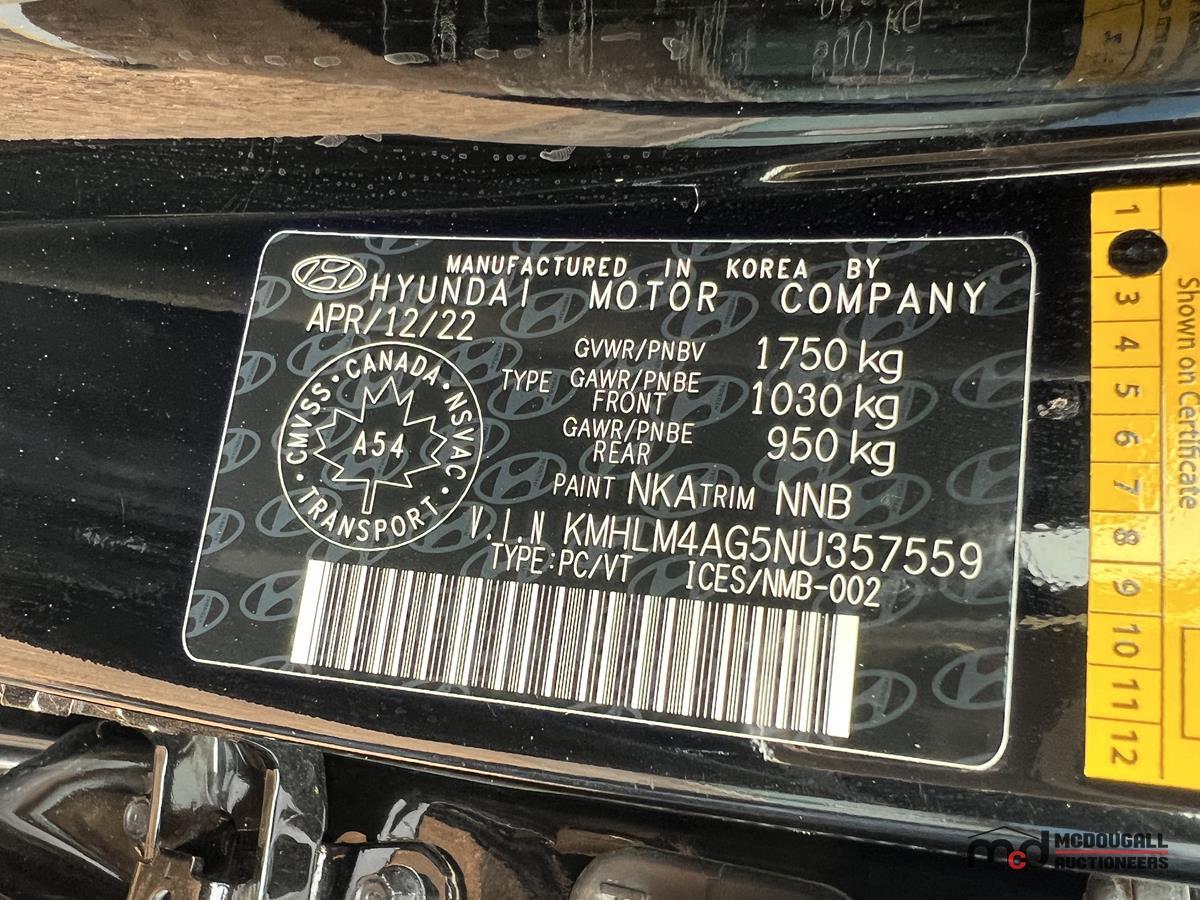 MANUFACTURED IN KOREA BY
HYUNDAI MOTOR COMPANY
APR/12/22
GVWR/PNBV 1750 kg
TYPE GAWR/PNBE FRONT 1030 kg
GAWR/PNBE REAR 950 kg
CANADA · NSVAC · TRANSPORT · CMVSS ·
A54
PAINT NKA TRIM NNB
V.I.N KMHLM4AG5NU357559
TYPE:PC/VT ICES/NMB-002
1
3
4
5
6
7
8
9
10
11
12
Shown on Certificate
mcd MCDOUGALL
AUCTIONEERS